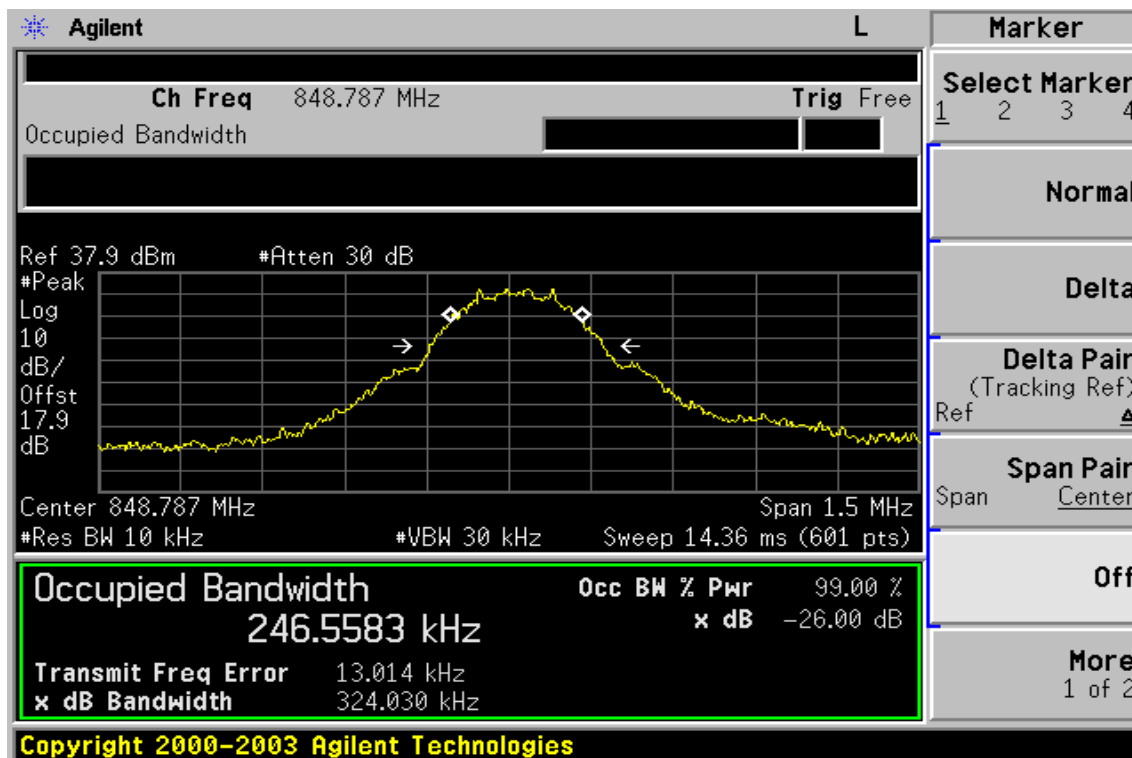 Agilent L
Ch Freq 848.787 MHz Trig Free
Occupied Bandwidth
Ref 37.9 dBm #Atten 30 dB
#Peak
Log
10
dB/
Offst
17.9
dB
Center 848.787 MHz Span 1.5 MHz
#Res BW 10 kHz #VBW 30 kHz Sweep 14.36 ms (601 pts)
Occupied Bandwidth
246.5583 kHz
Occ BW % Pwr 99.00 %
x dB -26.00 dB
Transmit Freq Error 13.014 kHz
x dB Bandwidth 324.030 kHz
Copyright 2000-2003 Agilent Technologies
Marker
Select Marker
1 2 3 4
Normal
Delta
Delta Pair
(Tracking Ref)
Ref Δ
Span Pair
Span Center
Off
More
1 of 2